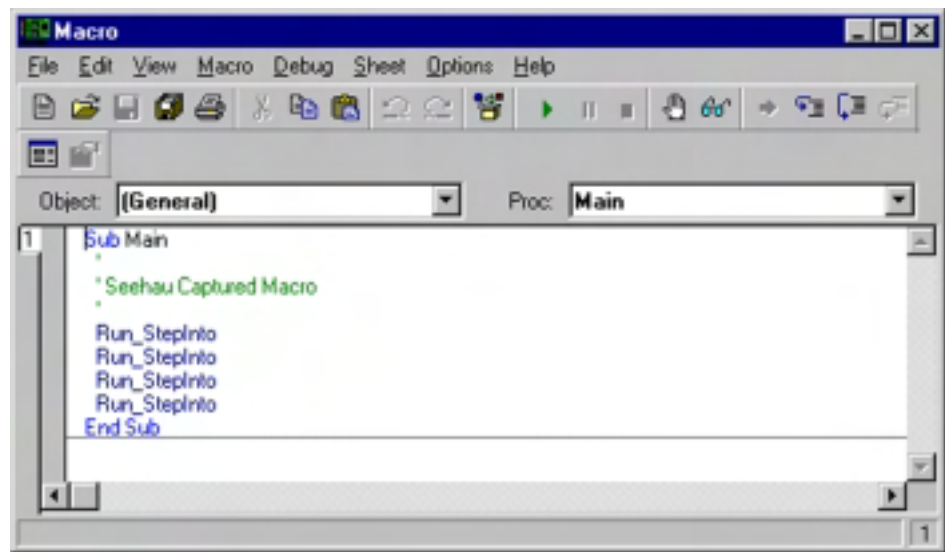 Macro
File Edit View Macro Debug Sheet Options Help
Object: (General) Proc: Main
1 Sub Main
'
' Seehau Captured Macro
'
Run_StepInto
Run_StepInto
Run_StepInto
Run_StepInto
End Sub
1